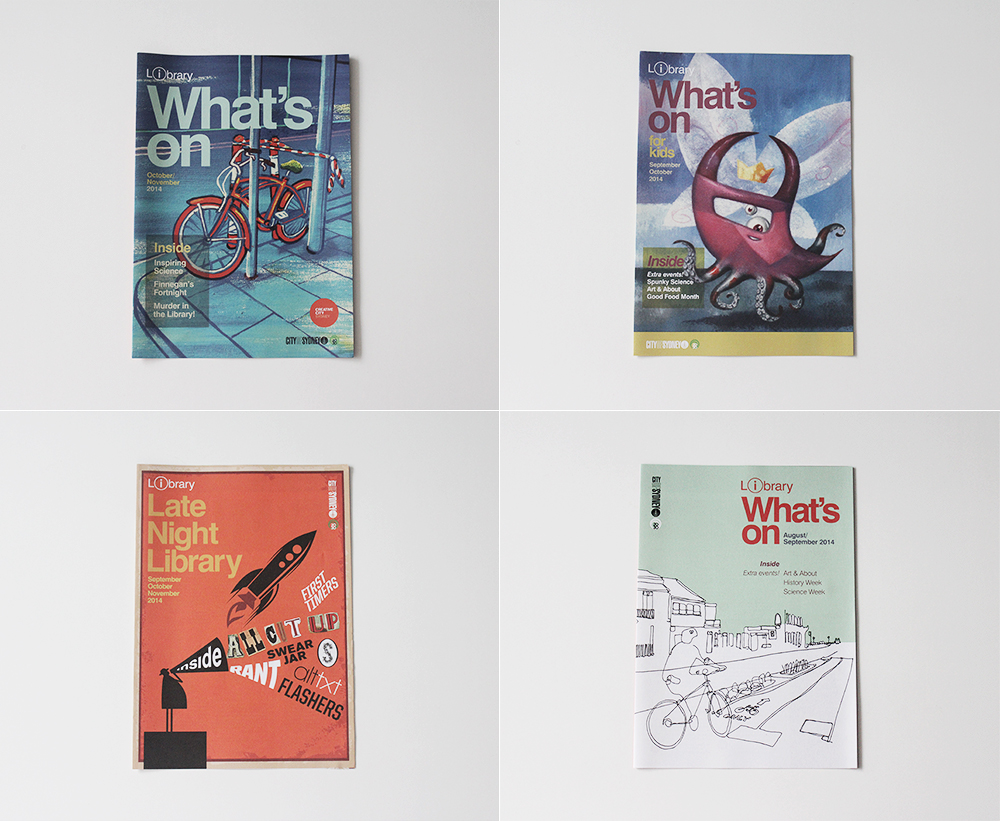 Library
What's
on
October/
November
2014
Inside
Inspiring
Science
Finnegan's
Fortnight
Murder in
the Library!
CREATIVE
CITY
SYDNEY
CITY OF SYDNEY
Library
What's
on
for
kids
September
October
2014
Inside
Extra events!
Spunky Science
Art & About
Good Food Month
CITY OF SYDNEY
Library
Late
Night
Library
September
October
November
2014
CITY OF SYDNEY
FIRST
TIMERS
ALL CUT UP
inside
SWEAR
JAR
S
RANT
alttxt
FLASHERS
CITY OF SYDNEY
Library
What's
on
August/
September 2014
Inside
Extra events! Art & About
History Week
Science Week